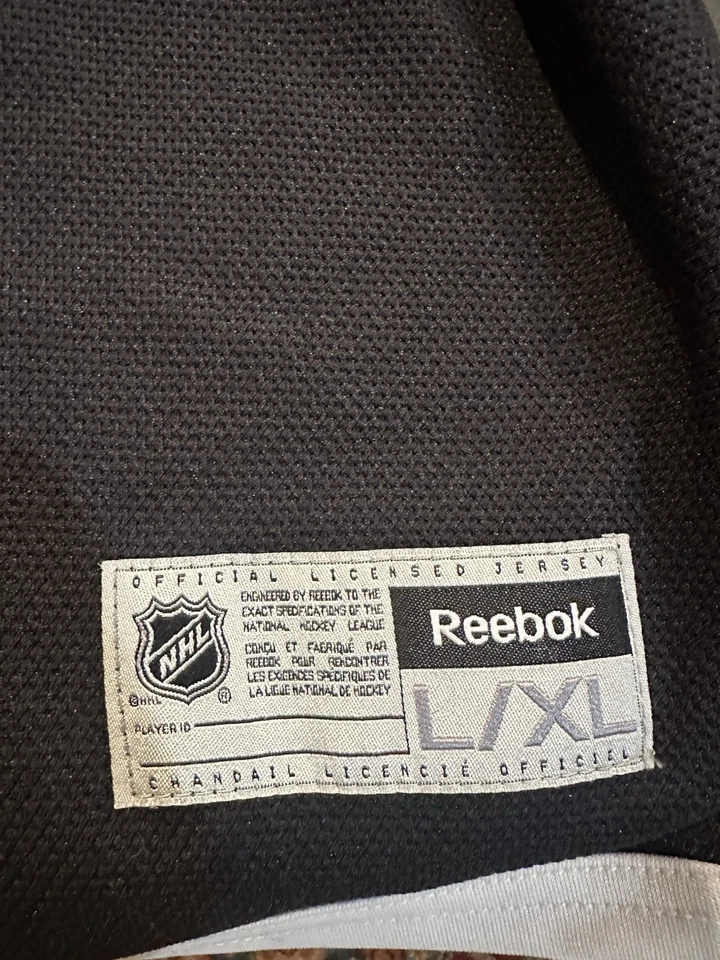 OFFICIAL LICENSED JERSEY
NHL
©NHL
®
ENGINEERED BY REEBOK TO THE
EXACT SPECIFICATIONS OF THE
NATIONAL HOCKEY LEAGUE
CONÇU ET FABRIQUÉ PAR
REEBOK POUR RENCONTRER
LES EXIGENCES SPÉCIFIQUES DE
LA LIGUE NATIONAL DE HOCKEY
Reebok
L/XL
PLAYER ID
CHANDAIL LICENCIÉ OFFICIEL